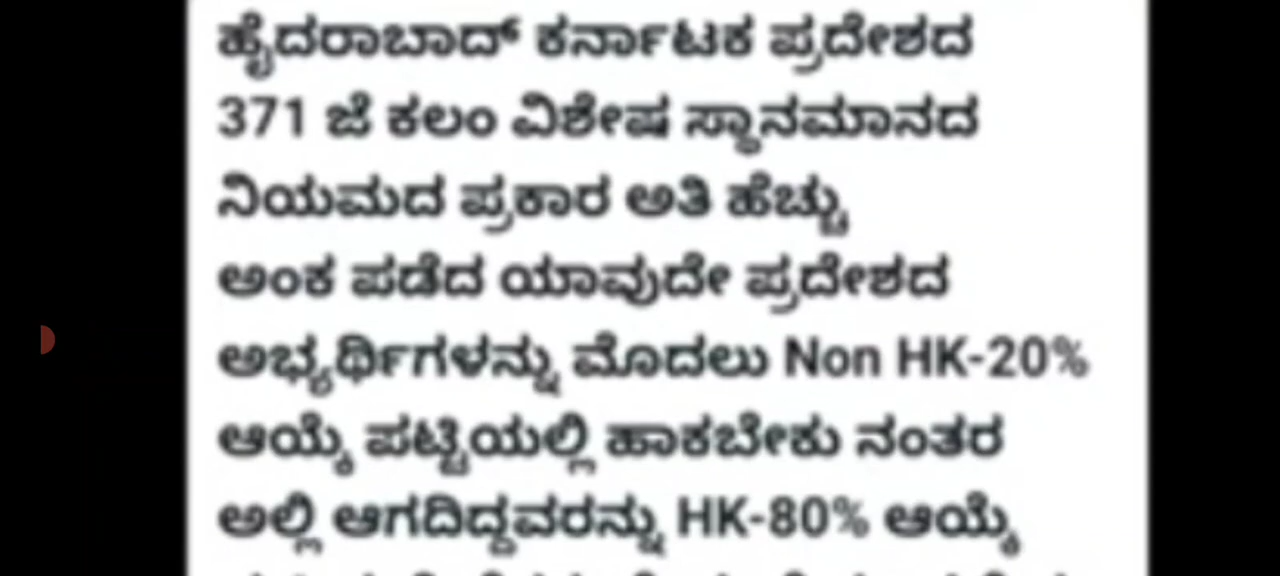 ಹೈದರಾಬಾದ್ ಕರ್ನಾಟಕ ಪ್ರದೇಶದ
371 ಜೆ ಕಲಂ ವಿಶೇಷ ಸ್ಥಾನಮಾನದ
ನಿಯಮದ ಪ್ರಕಾರ ಅತಿ ಹೆಚ್ಚು
ಅಂಕ ಪಡೆದ ಯಾವುದೇ ಪ್ರದೇಶದ
ಅಭ್ಯರ್ಥಿಗಳನ್ನು ಮೊದಲು Non HK-20%
ಆಯ್ಕೆ ಪಟ್ಟಿಯಲ್ಲಿ ಹಾಕಬೇಕು ನಂತರ
ಅಲ್ಲಿ ಆಗದಿದ್ದವರನ್ನು HK-80% ಆಯ್ಕೆ